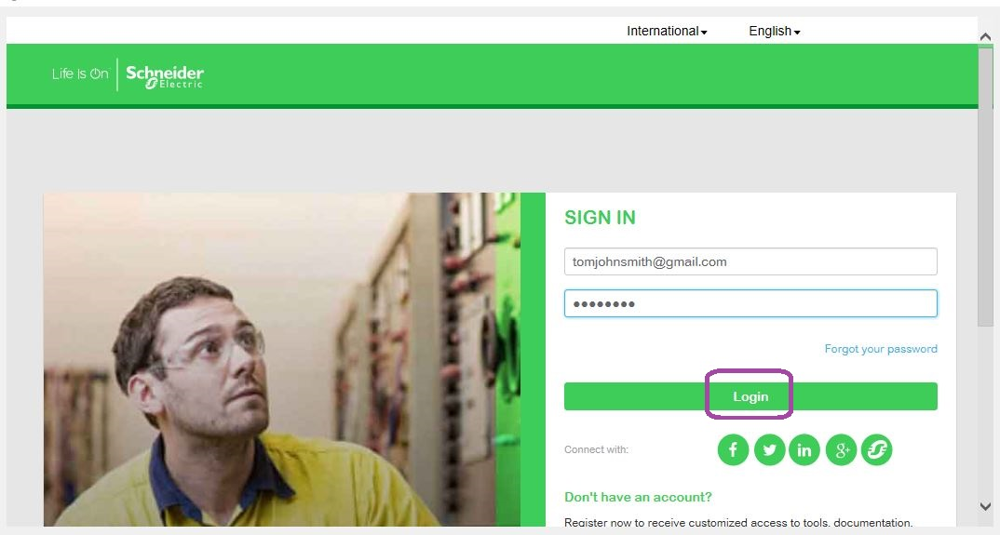 International
English
Life Is On
Schneider
Electric
SIGN IN
tomjohnsmith@gmail.com
••••••••
Forgot your password
Login
Connect with:
f
in
g+
Don't have an account?
Register now to receive customized access to tools, documentation,